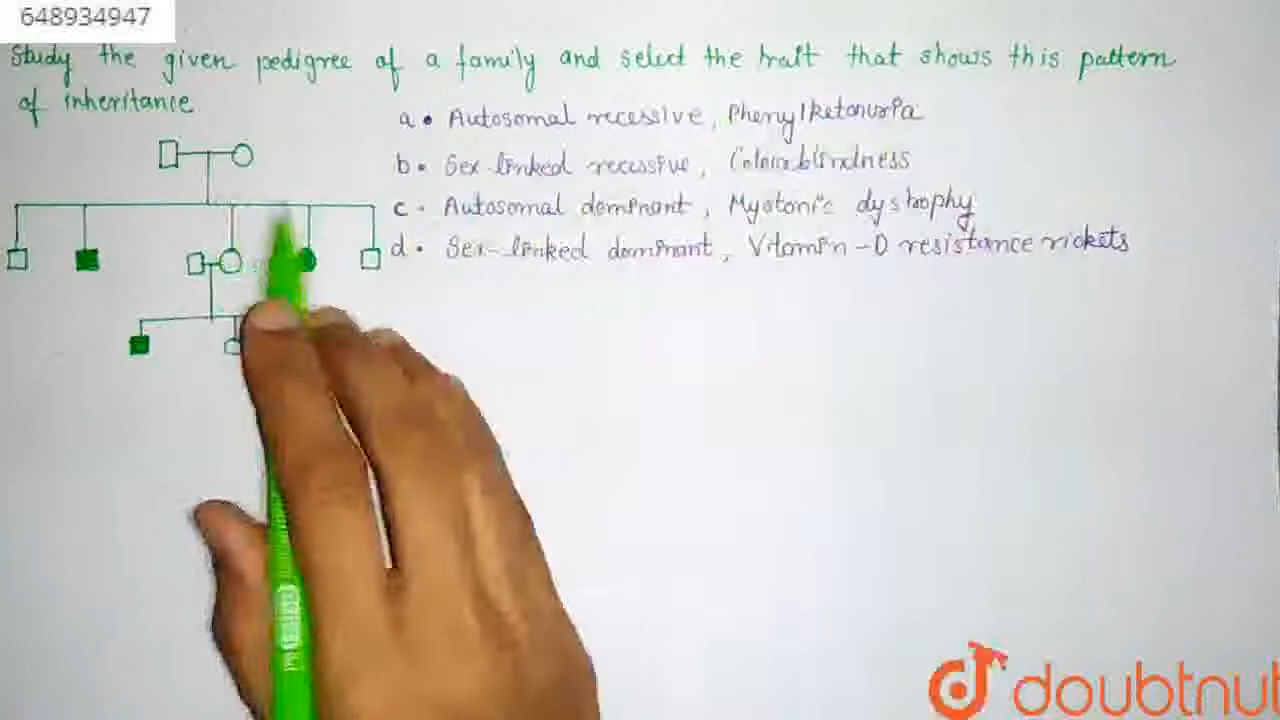 648934947
Study the given pedigree of a family and select the trait that shows this pattern
of inheritance
a. Autosomal recessive, Phenylketonuria
b. Sex-linked recessive, Colourblindness
c. Autosomal dominant, Myotonic dystrophy
d. Sex-linked dominant, Vitamin-D resistance rickets
doubtnut